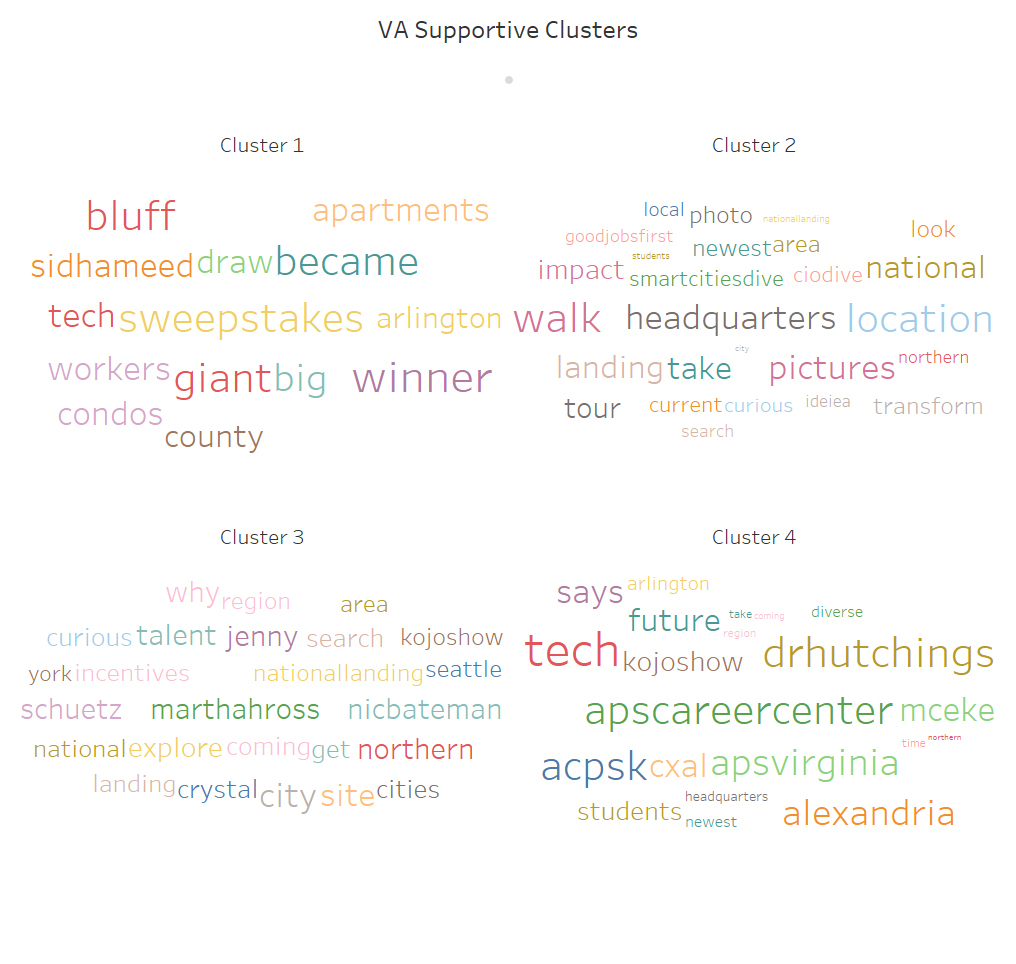 VA Supportive Clusters
Cluster 1
bluff apartments
sidhameed draw became
tech sweepstakes arlington
workers giant big winner
condos
county
Cluster 2
local photo nationallanding
goodjobsfirst newest area look
students
impact smartcitiesdive ciodive national
walk headquarters location
city
landing take pictures northern
tour current curious ideiea transform
search
Cluster 3
why region area
curious talent jenny search kojoshow
york incentives nationallanding seattle
schuetz marthahross nicbateman
national explore coming get northern
landing crystal city site cities
Cluster 4
says arlington
future take coming diverse
region
tech kojoshow drhutchings
apscareercenter mceke
time northern
acpsk cxal apsvirginia
students headquarters alexandria
newest